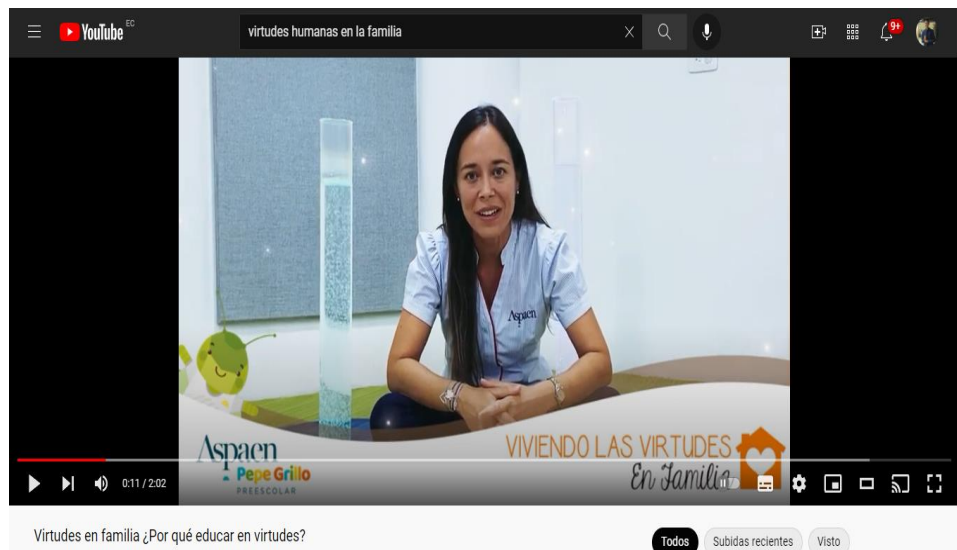 YouTube EC
virtudes humanas en la familia
9+
Aspaen
Aspaen
Pepe Grillo
PREESCOLAR
VIVIENDO LAS VIRTUDES
En Familia
0:11 / 2:02
Virtudes en familia ¿Por qué educar en virtudes?
Todos
Subidas recientes
Visto